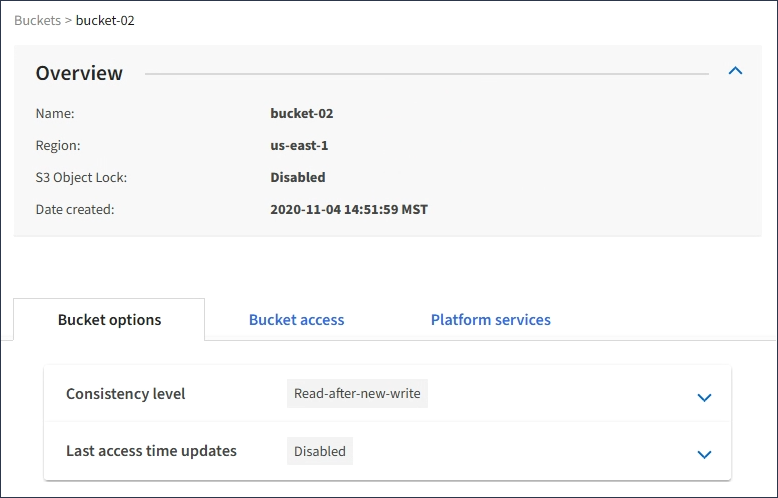 Buckets > bucket-02
Overview
Name: bucket-02
Region: us-east-1
S3 Object Lock: Disabled
Date created: 2020-11-04 14:51:59 MST
Bucket options Bucket access Platform services
Consistency level Read-after-new-write
Last access time updates Disabled